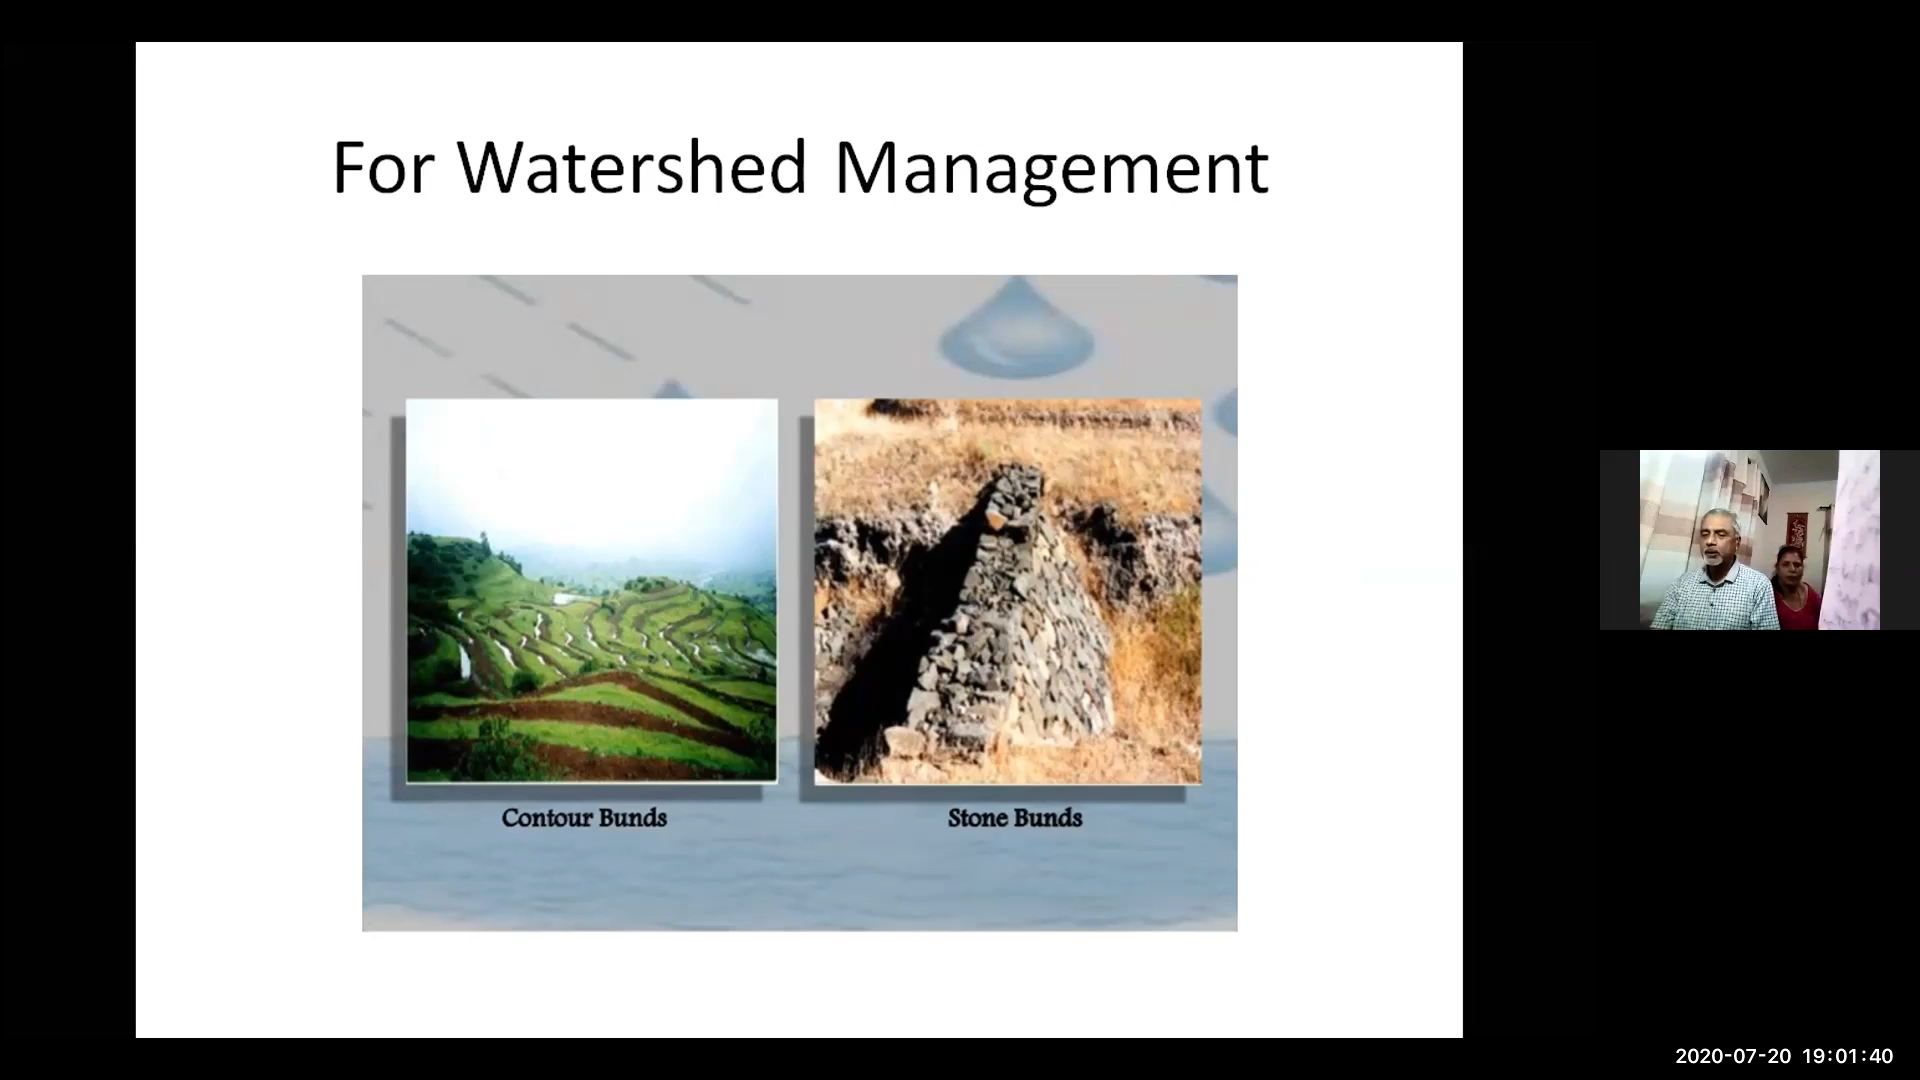 For Watershed Management
Contour Bunds
Stone Bunds
2020-07-20 19:01:40